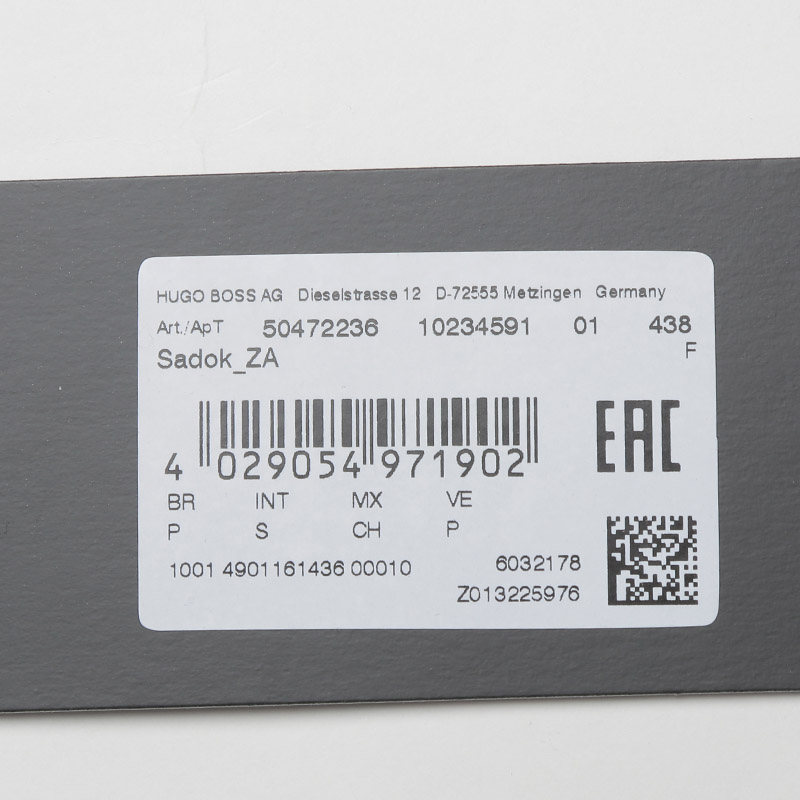 HUGO BOSS AG Dieselstrasse 12 D-72555 Metzingen Germany
Art./ApT 50472236 10234591 01 438
Sadok_ZA F
EAC
4 029054 971902
BR INT MX VE
P S CH P
1001 4901161436 00010 6032178
Z013225976